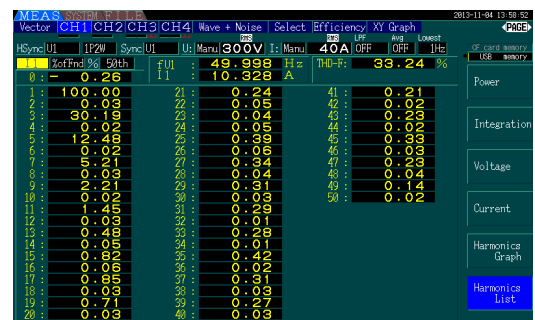 MEAS SYSTEM FILE 2013-11-04 13:50:52
Vector CH1 CH2 CH3 CH4 Wave + Noise Select Efficiency XY Graph <PAGE>
RMS RMS LPF Avg Lowest
HSync U1 1P2W Sync U1 U: Manu 300V I: Manu 40A OFF OFF 1Hz
CF card memory
USB memory
I1 %ofFnd % 50th fU1 : 49.998 Hz THD-F: 33.24 %
0 : - 0.26 I1 : 10.328 A
1 : 100.00 21 : 0.24 41 : 0.21
2 : 0.03 22 : 0.05 42 : 0.02
3 : 30.19 23 : 0.04 43 : 0.23
4 : 0.02 24 : 0.05 44 : 0.02
5 : 12.48 25 : 0.39 45 : 0.33
6 : 0.02 26 : 0.06 46 : 0.03
7 : 5.21 27 : 0.34 47 : 0.23
8 : 0.03 28 : 0.04 48 : 0.04
9 : 2.21 29 : 0.31 49 : 0.14
10 : 0.02 30 : 0.03 50 : 0.02
11 : 1.45 31 : 0.29
12 : 0.03 32 : 0.01
13 : 0.48 33 : 0.28
14 : 0.05 34 : 0.01
15 : 0.82 35 : 0.42
16 : 0.06 36 : 0.02
17 : 0.85 37 : 0.31
18 : 0.03 38 : 0.03
19 : 0.71 39 : 0.27
20 : 0.03 40 : 0.03
Power
Integration
Voltage
Current
Harmonics
Graph
Harmonics
List